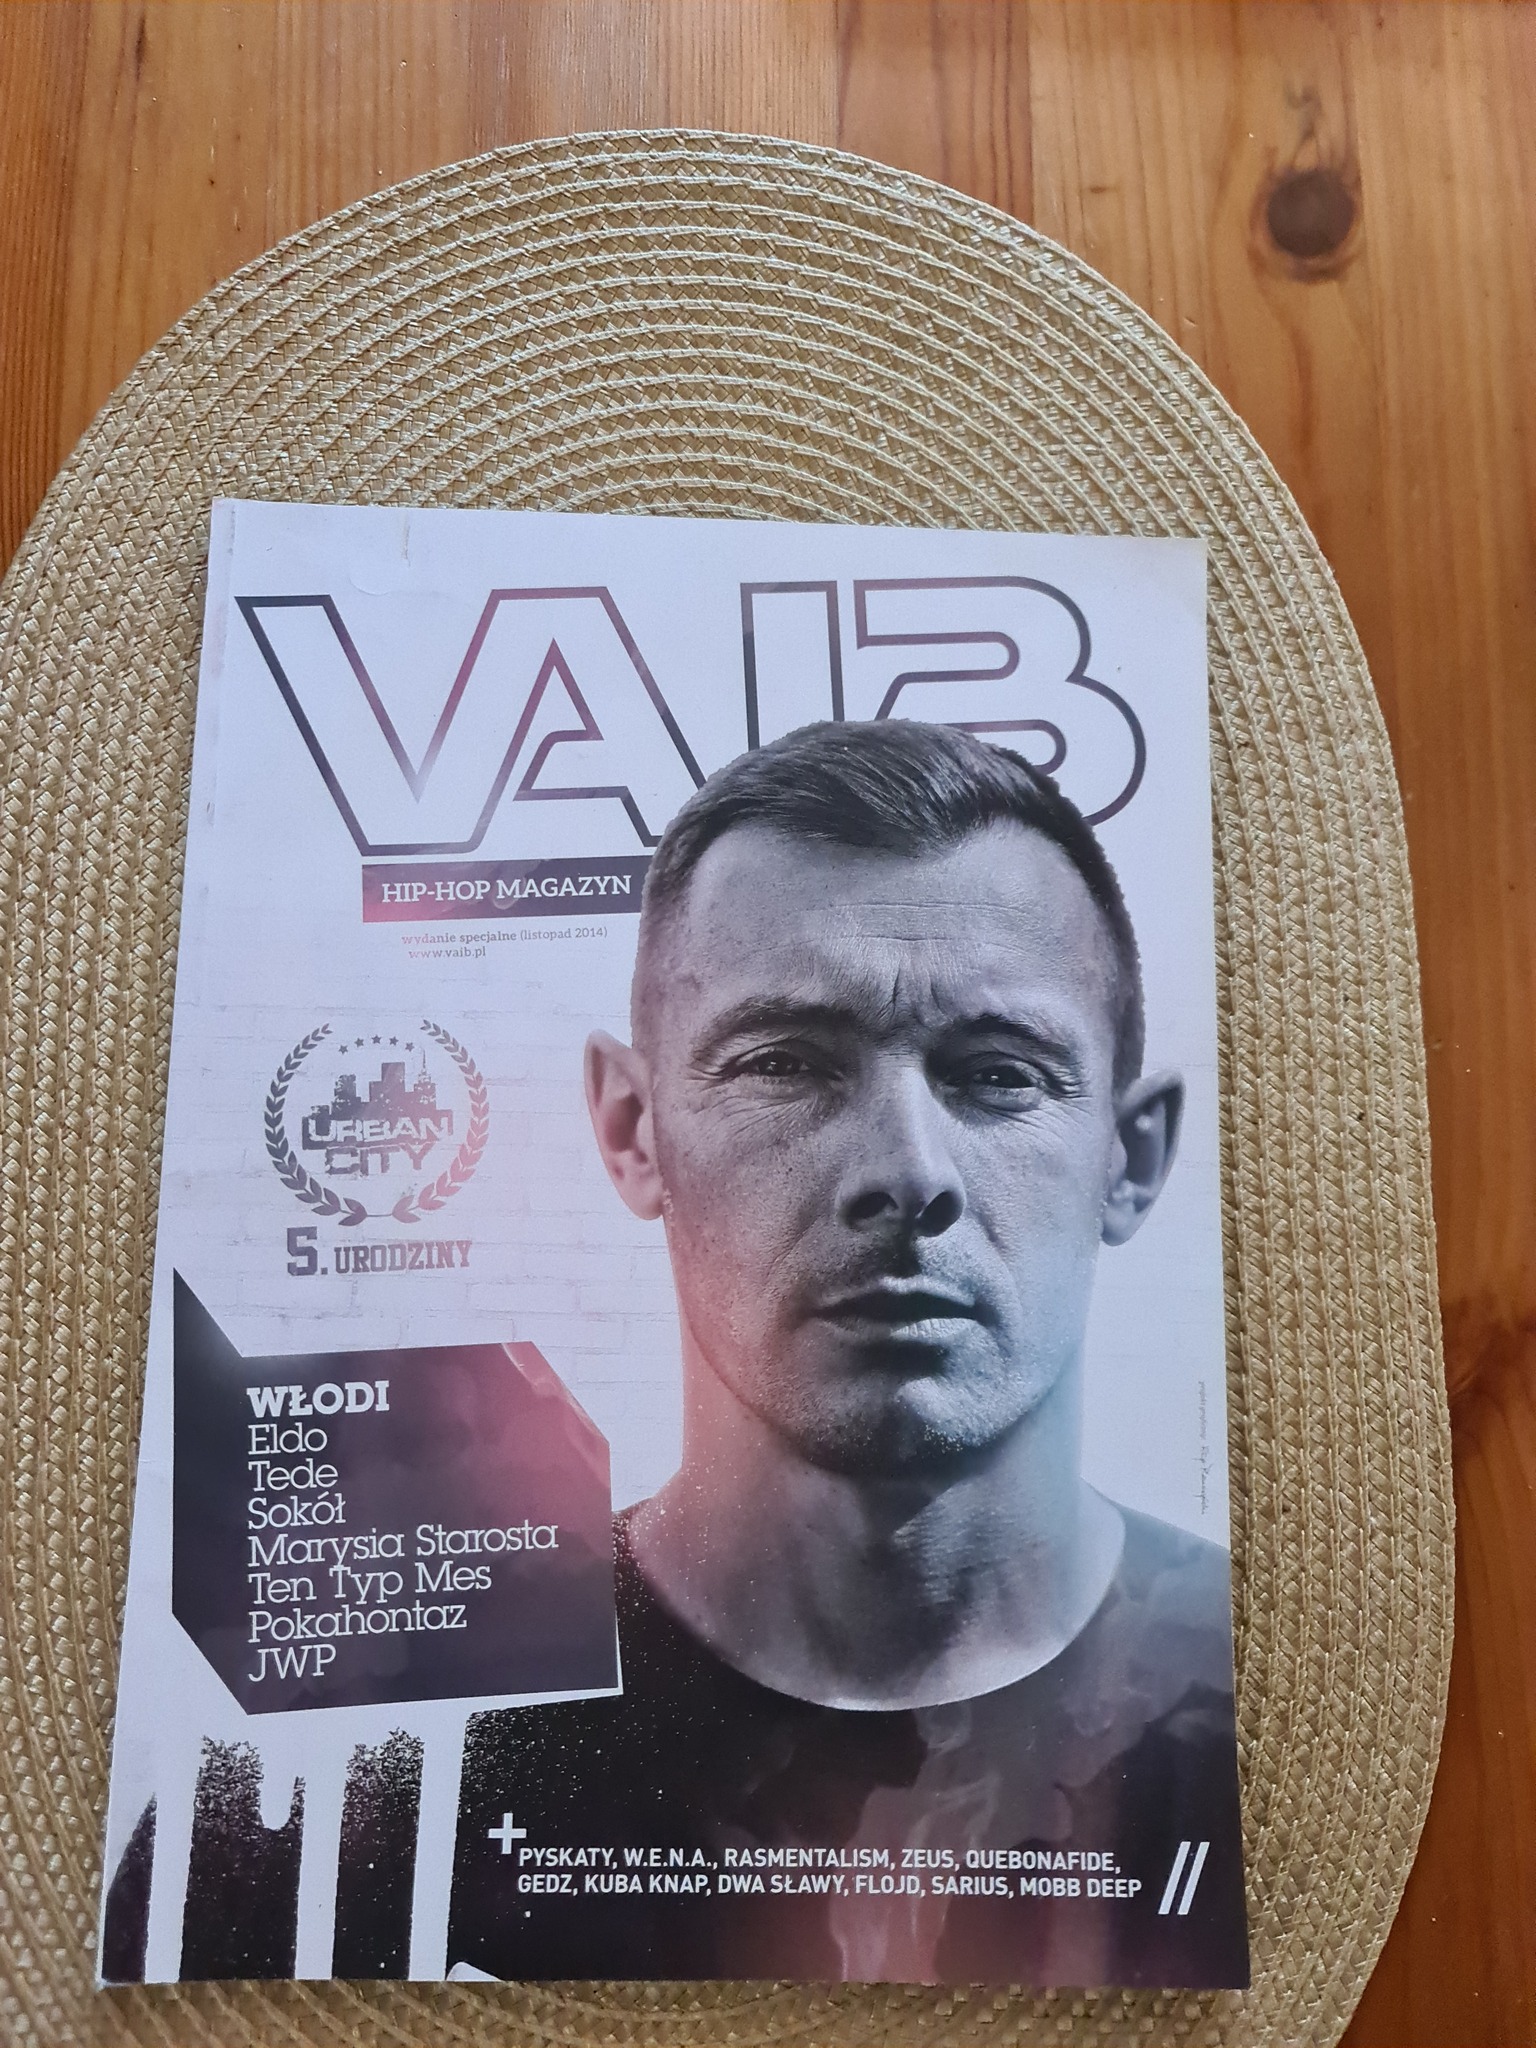 VAIB
HIP-HOP MAGAZYN
wydanie specjalne (listopad 2014)
www.vaib.pl
URBAN
CITY
5. URODZINY
WŁODI
Eldo
Tede
Sokół
Marysia Starosta
Ten Typ Mes
Pokahontaz
JWP
+
PYSKATY, W.E.N.A., RASMENTALISM, ZEUS, QUEBONAFIDE,
GEDZ, KUBA KNAP, DWA SŁAWY, FLOJD, SARIUS, MOBB DEEP //